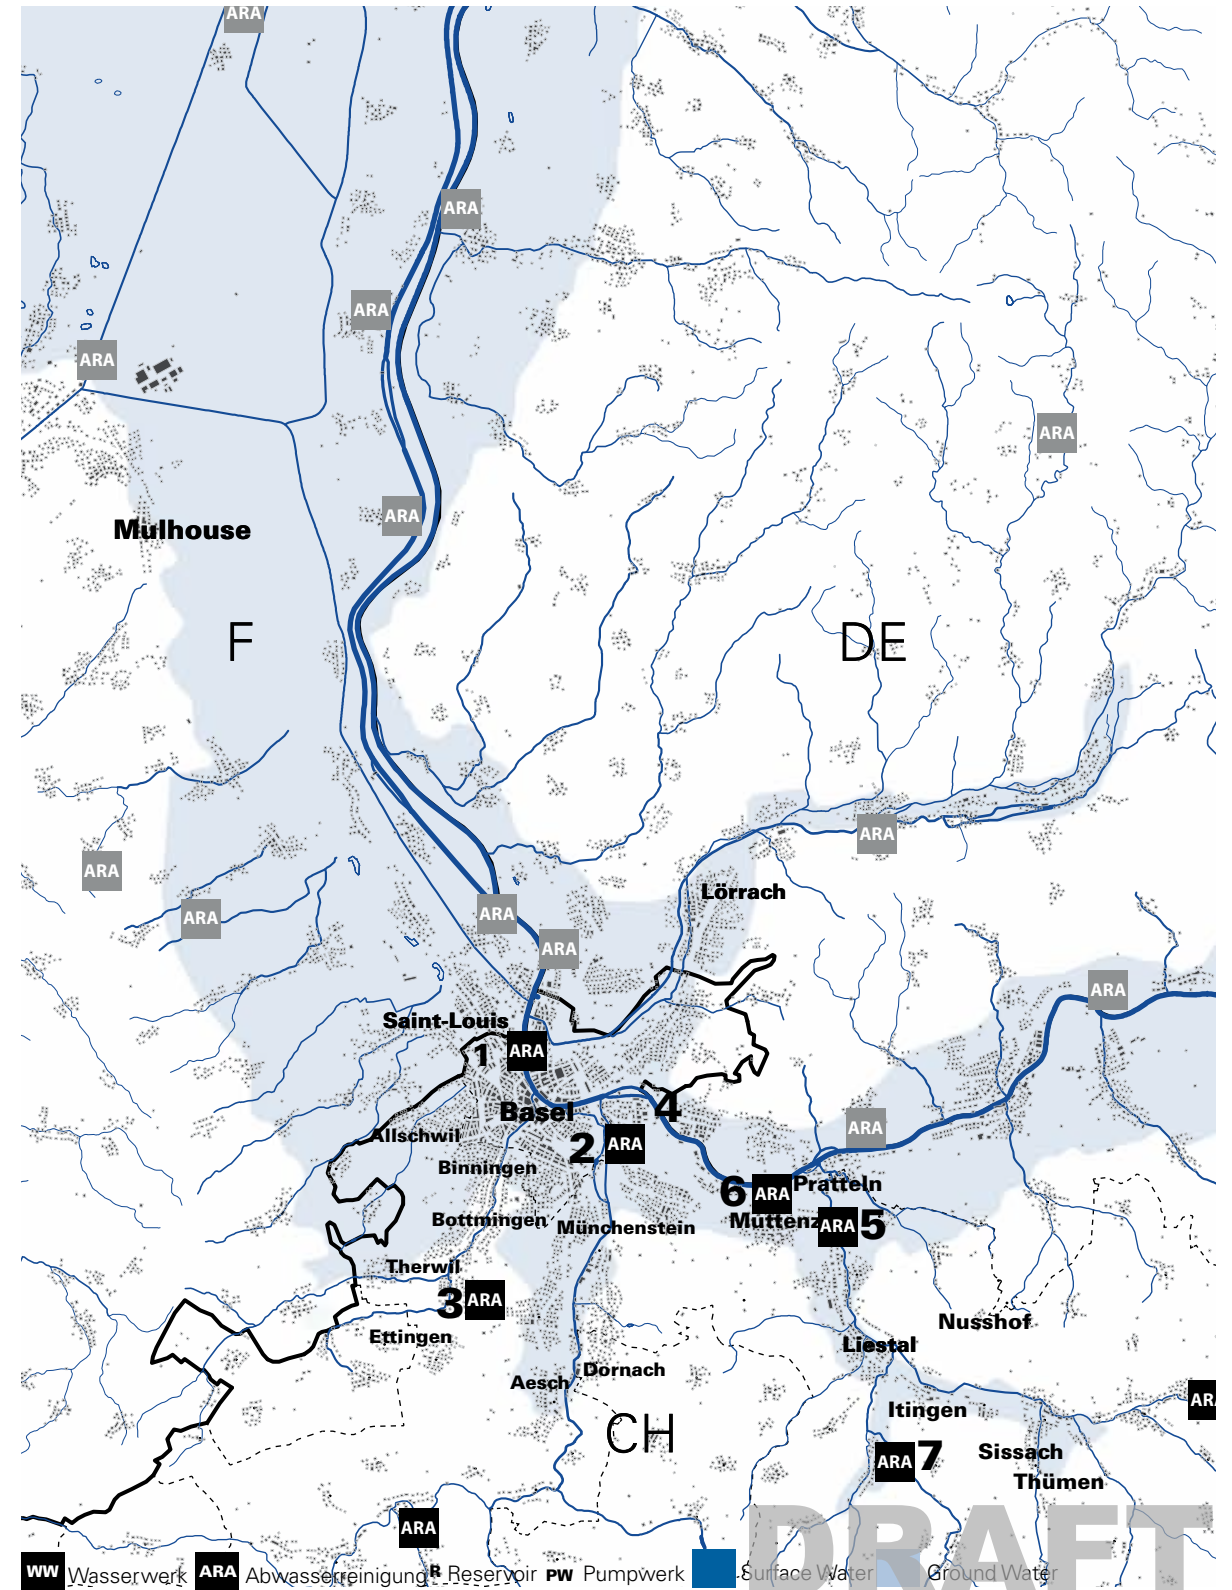 ARA
ARA
ARA
ARA
ARA
ARA
Mulhouse
F
DE
ARA
ARA
Lörrach
ARA
ARA
ARA
ARA
Saint-Louis
1
ARA
Basel
4
Allschwil
2
ARA
ARA
Binningen
6
ARA
Pratteln
Bottmingen
Münchenstein
Muttenz
ARA
5
Therwil
3
ARA
Ettingen
Nusshof
Liestal
Aesch
Dornach
ARA
Itingen
CH
Sissach
ARA
7
Thürnen
ARA
DRAFT
WW Wasserwerk ARA Abwasserreinigung R Reservoir PW Pumpwerk Surface Water Ground Water